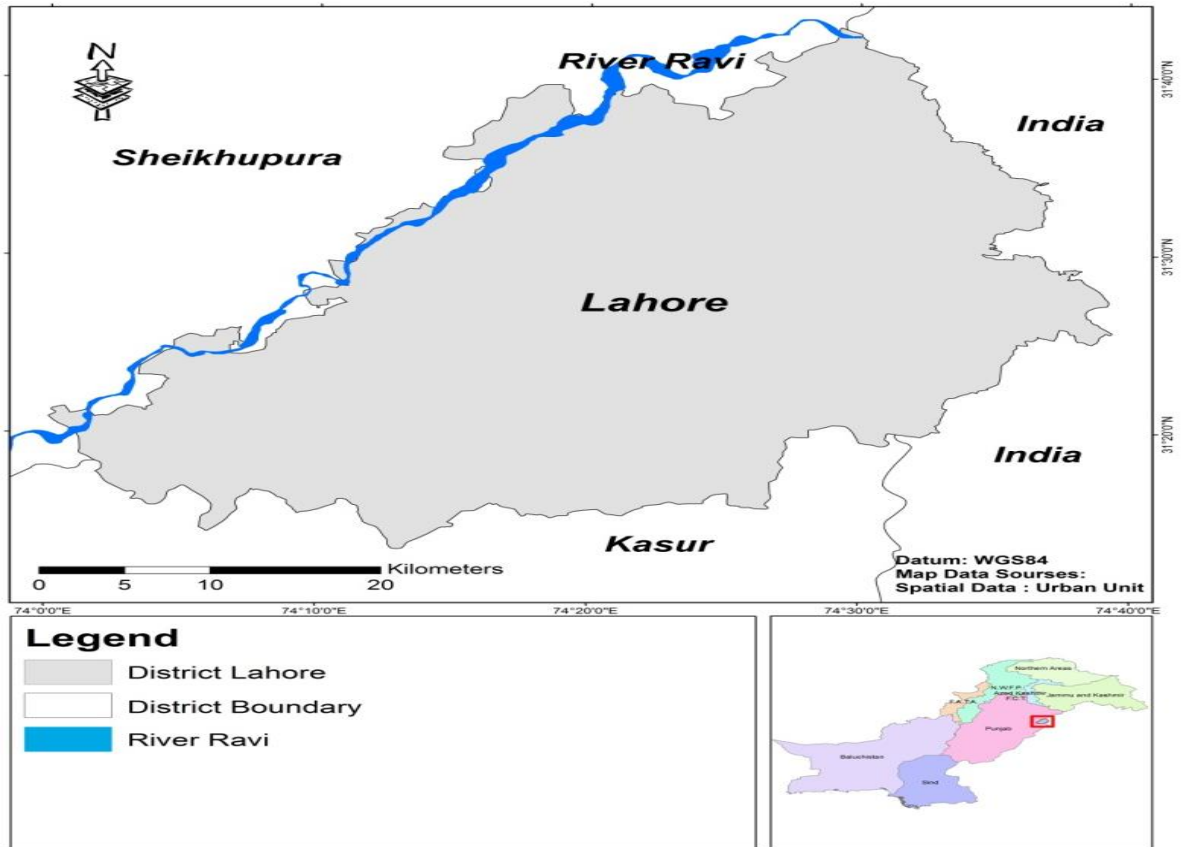 N
River Ravi
India
Sheikhupura
Lahore
India
Kasur
31°40'0"N
31°30'0"N
31°20'0"N
Kilometers
0 5 10 20
Datum: WGS84
Map Data Sourses:
Spatial Data : Urban Unit
74°0'0"E 74°10'0"E 74°20'0"E 74°30'0"E 74°40'0"E
Legend
District Lahore
District Boundary
River Ravi
Northern Areas
N.W.F.P.
Azad Kashmir
Jammu and Kashmir
F.C.T.
F.A.T.A.
Punjab
Baluchistan
Sind